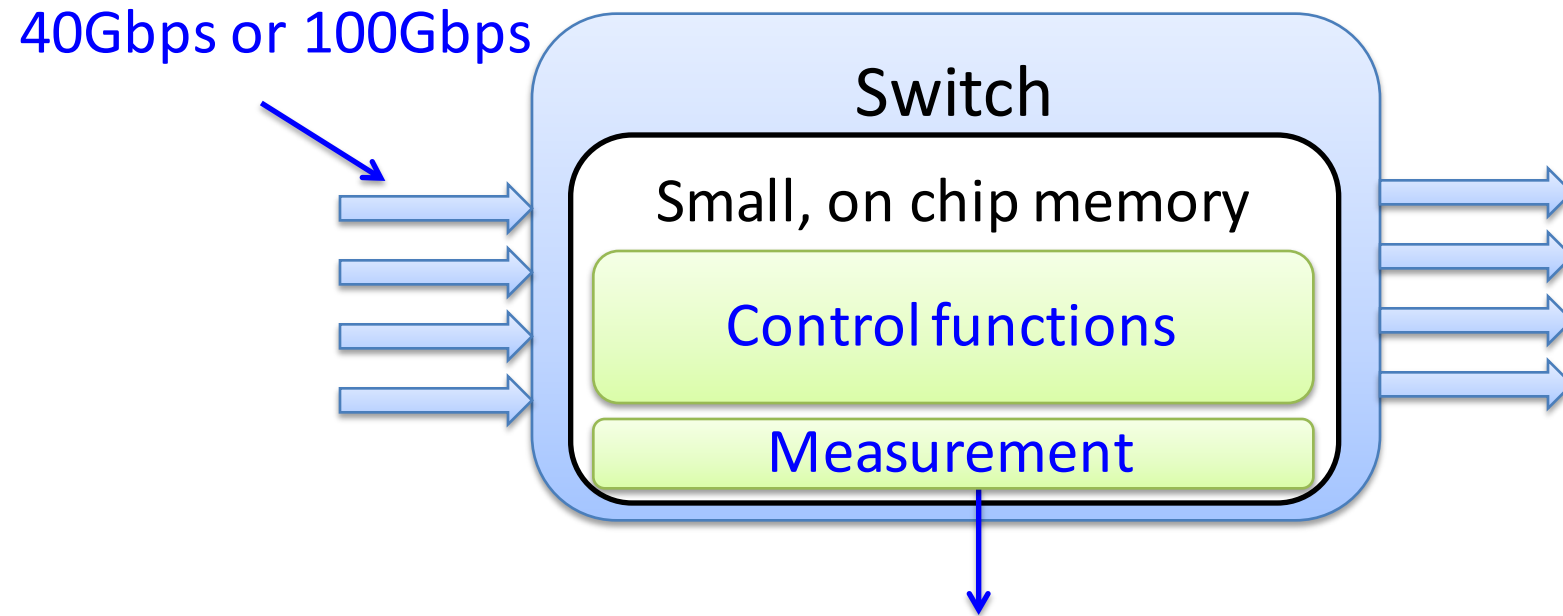 40Gbps or 100Gbps
Switch
Small, on chip memory
Control functions
Measurement